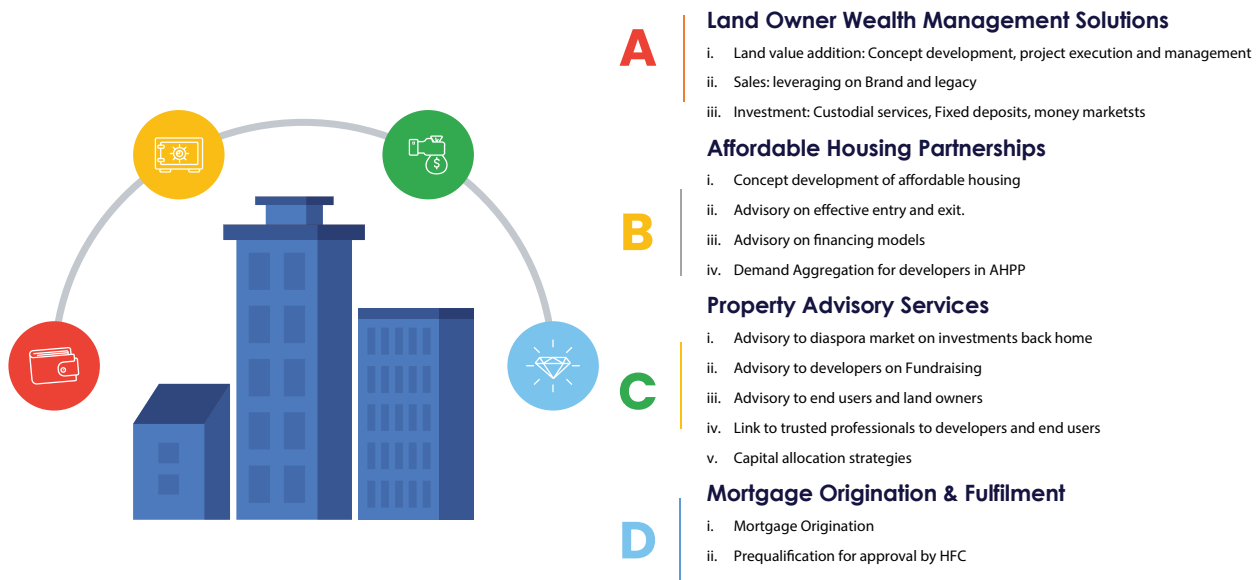 A
Land Owner Wealth Management Solutions
i. Land value addition: Concept development, project execution and management
ii. Sales: leveraging on Brand and legacy
iii. Investment: Custodial services, Fixed deposits, money marketsts
B
Affordable Housing Partnerships
i. Concept development of affordable housing
ii. Advisory on effective entry and exit.
iii. Advisory on financing models
iv. Demand Aggregation for developers in AHPP
C
Property Advisory Services
i. Advisory to diaspora market on investments back home
ii. Advisory to developers on Fundraising
iii. Advisory to end users and land owners
iv. Link to trusted professionals to developers and end users
v. Capital allocation strategies
D
Mortgage Origination & Fulfilment
i. Mortgage Origination
ii. Prequalification for approval by HFC
$